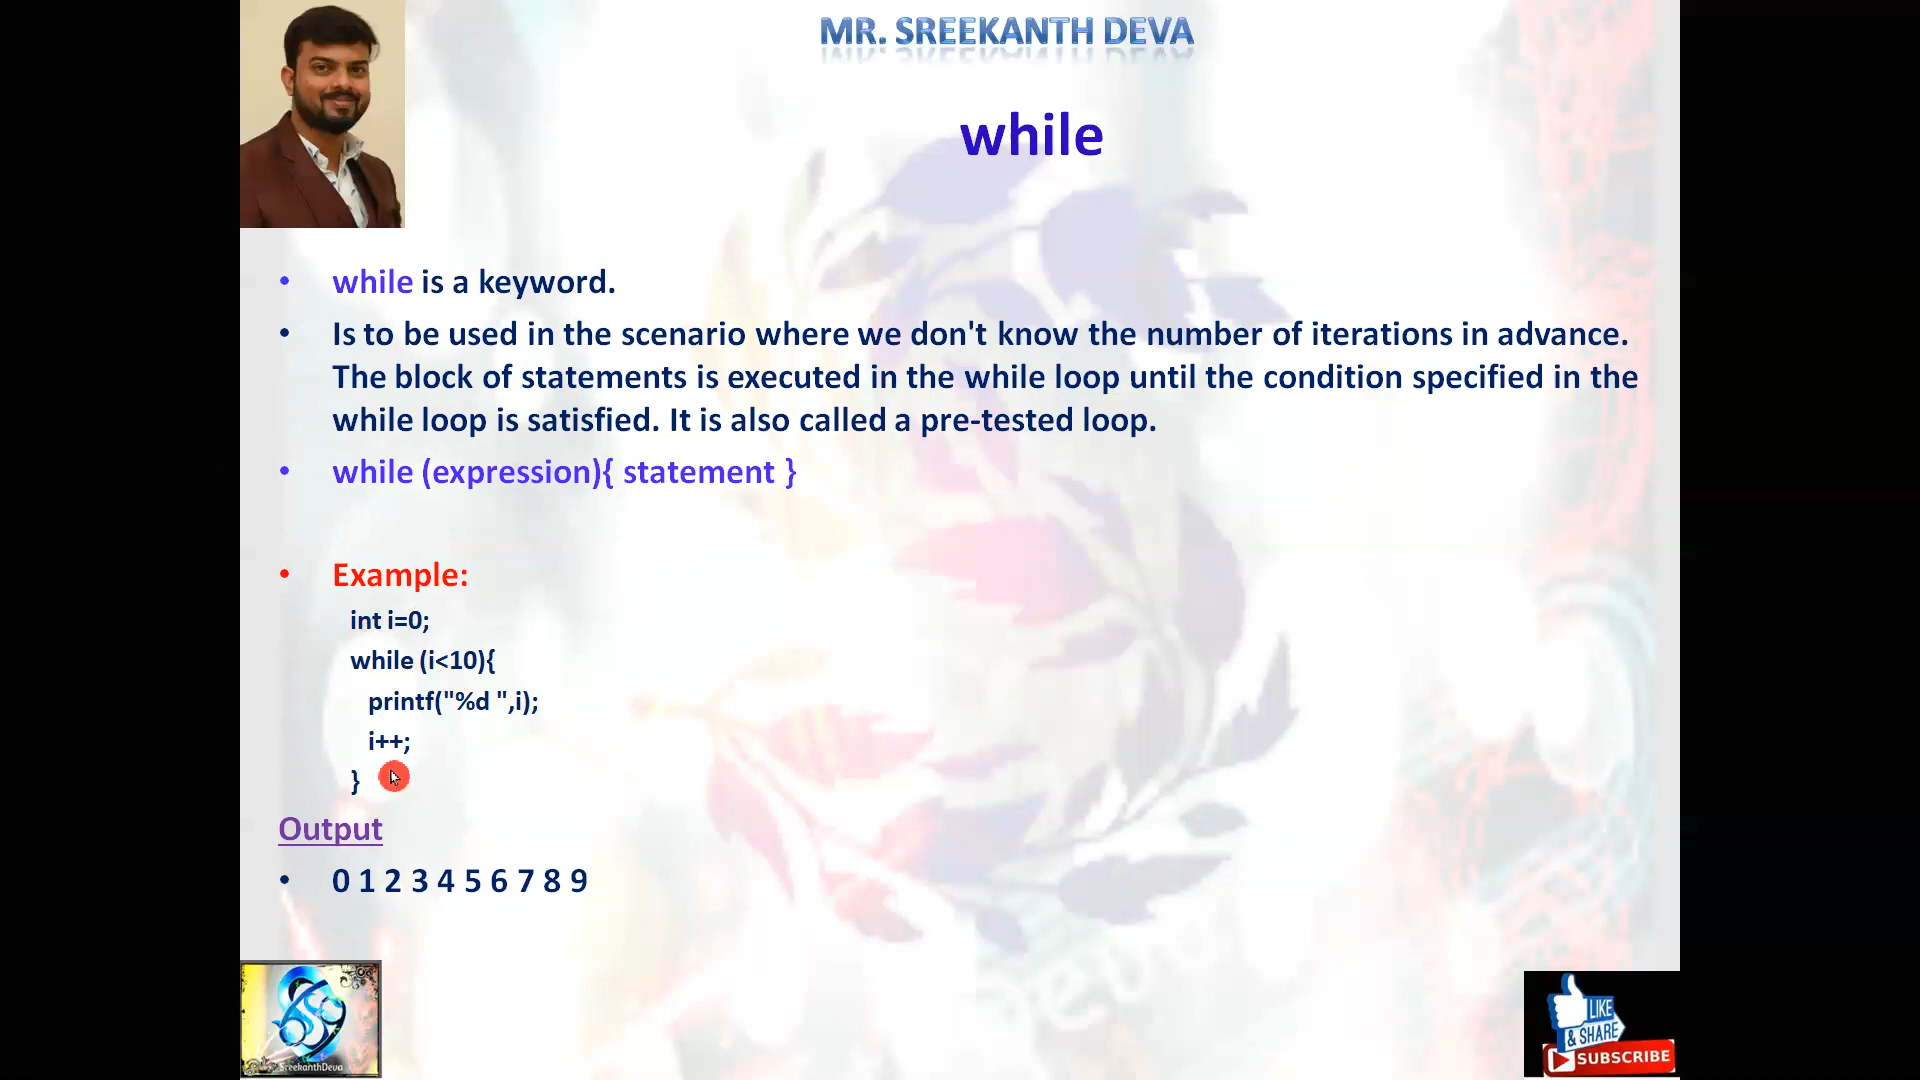 MR. SREEKANTH DEVA
while
• while is a keyword.
• Is to be used in the scenario where we don't know the number of iterations in advance.
The block of statements is executed in the while loop until the condition specified in the
while loop is satisfied. It is also called a pre-tested loop.
• while (expression){ statement }
• Example:
int i=0;
while (i<10){
printf("%d ",i);
i++;
}
Output
• 0 1 2 3 4 5 6 7 8 9
SreekanthDeva
LIKE
& SHARE
SUBSCRIBE